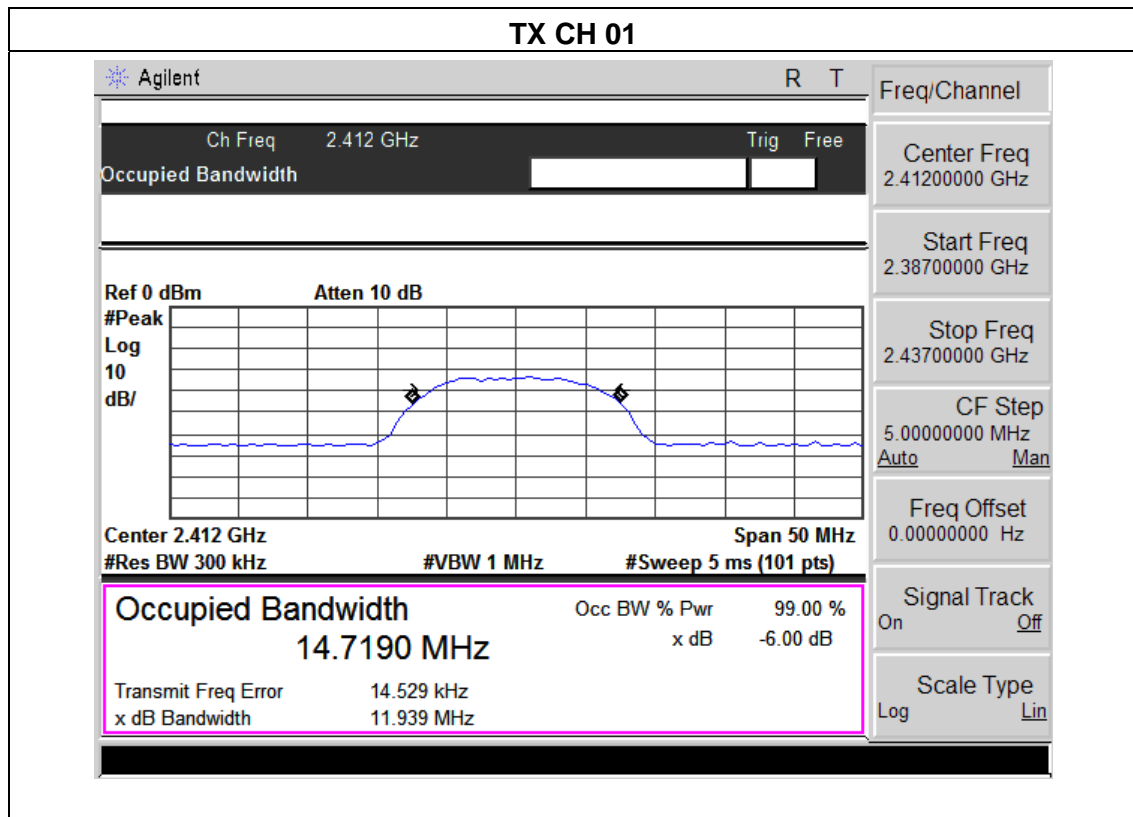 TX CH 01
Agilent R T
Ch Freq 2.412 GHz Trig Free
Occupied Bandwidth
Ref 0 dBm Atten 10 dB
#Peak
Log
10
dB/
Center 2.412 GHz Span 50 MHz
#Res BW 300 kHz #VBW 1 MHz #Sweep 5 ms (101 pts)
Occupied Bandwidth Occ BW % Pwr 99.00 %
14.7190 MHz x dB -6.00 dB
Transmit Freq Error 14.529 kHz
x dB Bandwidth 11.939 MHz
Freq/Channel
Center Freq
2.41200000 GHz
Start Freq
2.38700000 GHz
Stop Freq
2.43700000 GHz
CF Step
5.00000000 MHz
Auto Man
Freq Offset
0.00000000 Hz
Signal Track
On Off
Scale Type
Log Lin